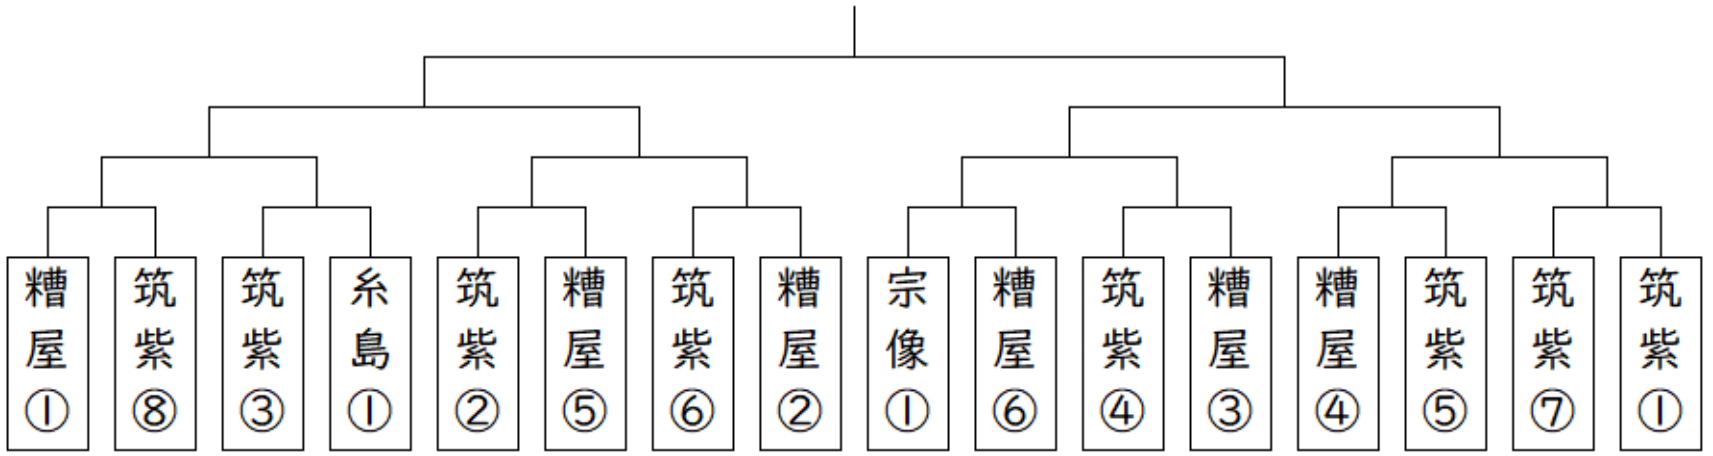 糟屋①
筑紫⑧
筑紫③
糸島①
筑紫②
糟屋⑤
筑紫⑥
糟屋②
宗像①
糟屋⑥
筑紫④
糟屋③
糟屋④
筑紫⑤
筑紫⑦
筑紫①